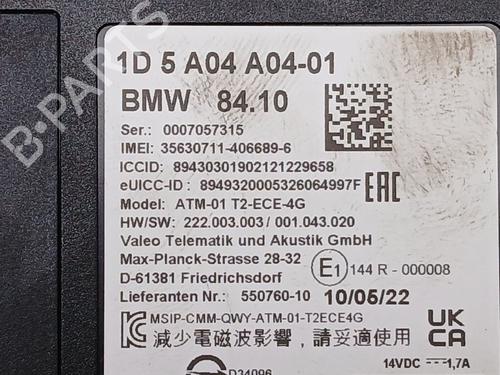 1D 5 A04 A04-01
BMW 84.10
Ser.: 0007057315
IMEI: 35630711-406689-6
ICCID: 89430301902121229658
eUICC-ID : 8949320005326064997F
EAC
Model: ATM-01 T2-ECE-4G
HW/SW: 222.003.003 / 001.043.020
Valeo Telematik und Akustik GmbH
Max-Planck-Strasse 28-32
D-61381 Friedrichsdorf
E1 144 R - 000008
Lieferanten Nr.: 550760-10 10/05/22
MSIP-CMM-QWY-ATM-01-T2ECE4G
減少電磁波影響，請妥適使用
UK
CA
D34096
14VDC 1,7A
B-PARTS